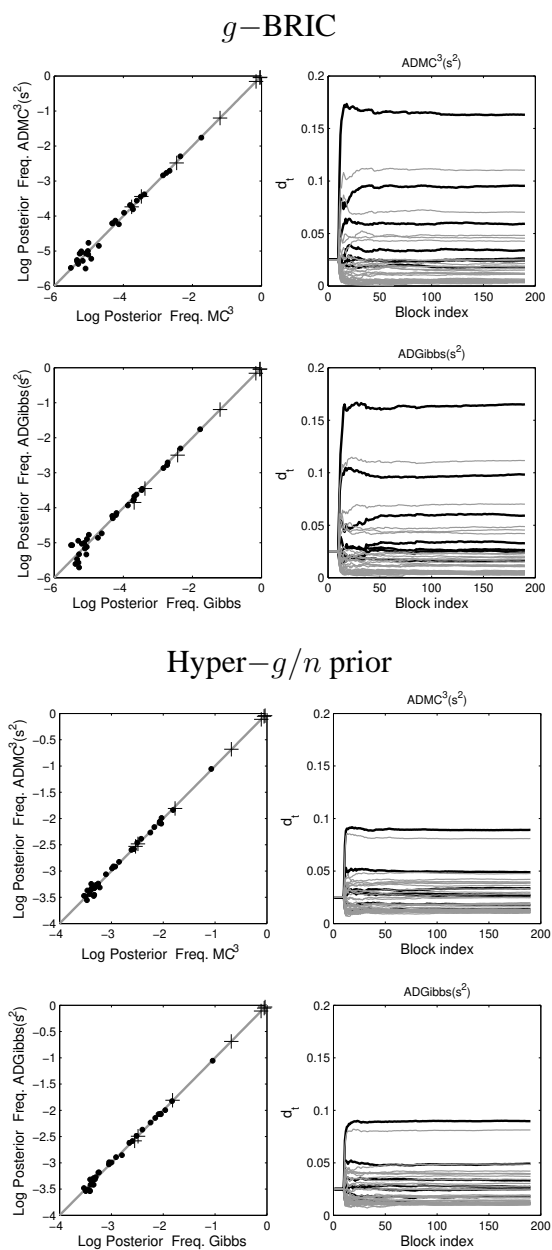 g−BRIC
Log Posterior Freq. ADMC³(s²)
0
−1
−2
−3
−4
−5
−6
−6 −4 −2 0
Log Posterior Freq. MC³
ADMC³(s²)
d_t
0.2
0.15
0.1
0.05
0
0 50 100 150 200
Block index
Log Posterior Freq. ADGibbs(s²)
0
−1
−2
−3
−4
−5
−6
−6 −4 −2 0
Log Posterior Freq. Gibbs
ADGibbs(s²)
d_t
0.2
0.15
0.1
0.05
0
0 50 100 150 200
Block index
Hyper−g/n prior
Log Posterior Freq. ADMC³(s²)
0
−0.5
−1
−1.5
−2
−2.5
−3
−3.5
−4
−4 −3 −2 −1 0
Log Posterior Freq. MC³
ADMC³(s²)
d_t
0.2
0.15
0.1
0.05
0
0 50 100 150 200
Block index
Log Posterior Freq. ADGibbs(s²)
0
−0.5
−1
−1.5
−2
−2.5
−3
−3.5
−4
−4 −3 −2 −1 0
Log Posterior Freq. Gibbs
ADGibbs(s²)
d_t
0.2
0.15
0.1
0.05
0
0 50 100 150 200
Block index